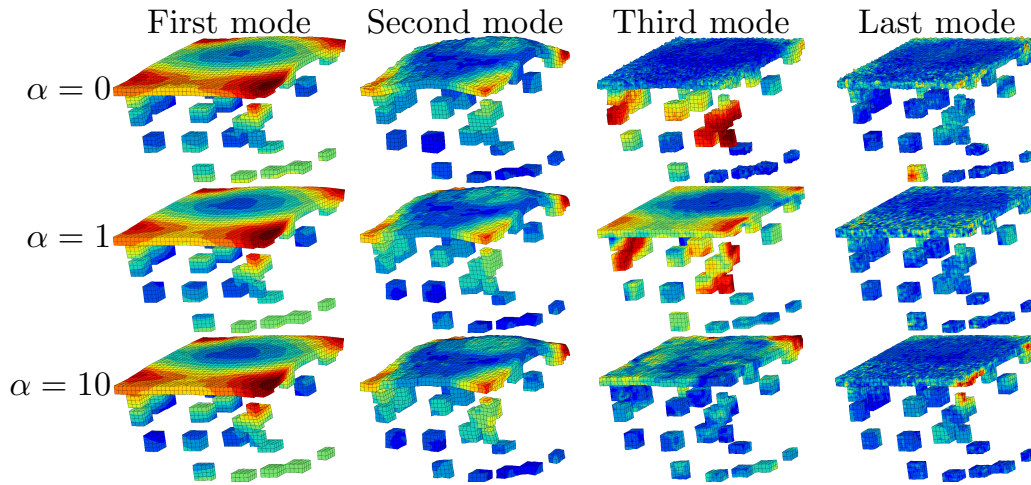 First mode Second mode Third mode Last mode
α = 0
α = 1
α = 10